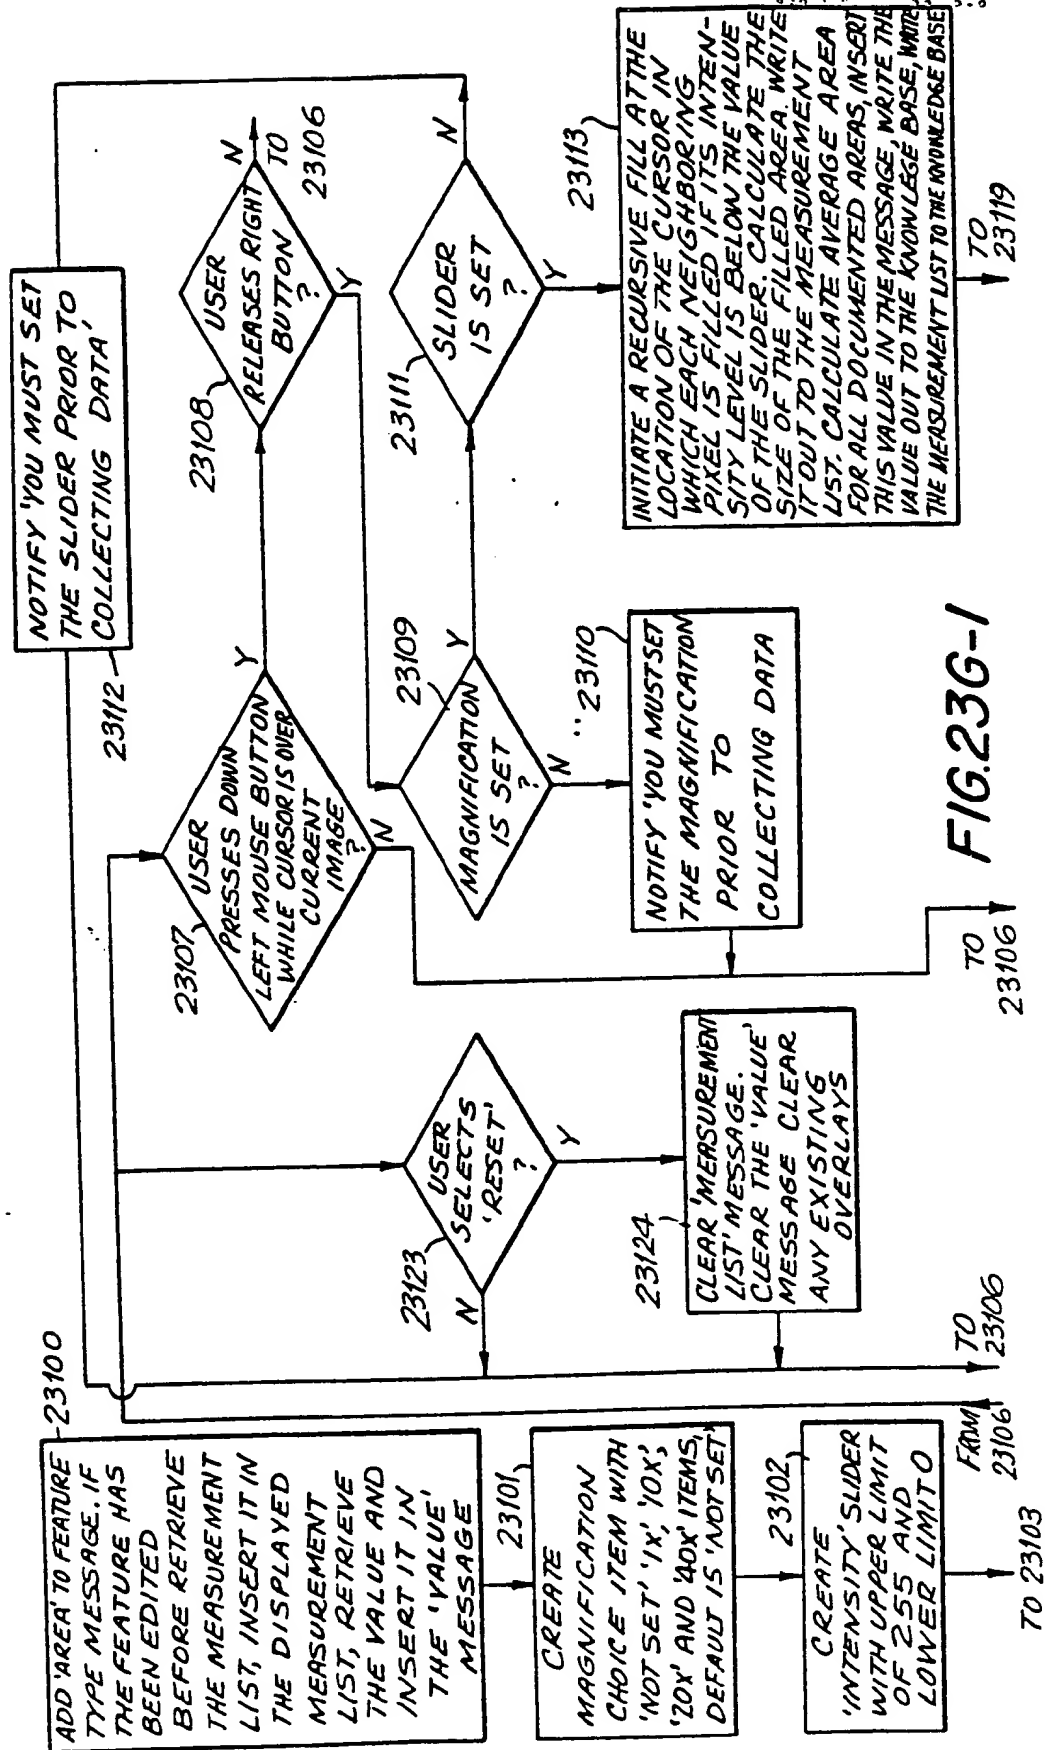 ADD 'AREA' TO FEATURE
TYPE MESSAGE. IF
THE FEATURE HAS
BEEN EDITED
BEFORE RETRIEVE
THE MEASUREMENT
LIST, INSERT IT IN
THE DISPLAYED
MEASUREMENT
LIST, RETRIEVE
THE VALUE AND
INSERT IT IN
THE 'VALUE'
MESSAGE
23100
CREATE
MAGNIFICATION
CHOICE ITEM WITH
'NOT SET' '1X', '10X',
'20X' AND '40X' ITEMS,
DEFAULT IS 'NOT SET'
23101
CREATE
'INTENSITY' SLIDER
WITH UPPER LIMIT
OF 255 AND
LOWER LIMIT O
23102
TO 23103
FROM
23106
TO
23106
USER
SELECTS
'RESET'
?
23123
N
Y
CLEAR 'MEASUREMENT
LIST' MESSAGE.
CLEAR THE 'VALUE'
MESSAGE CLEAR
ANY EXISTING
OVERLAYS
23124
USER
PRESSES DOWN
LEFT MOUSE BUTTON
WHILE CURSOR IS OVER
CURRENT
IMAGE
?
23107
Y
N
NOTIFY 'YOU MUST SET
THE SLIDER PRIOR TO
COLLECTING DATA'
23112
USER
RELEASES RIGHT
BUTTON
?
23108
N
TO
23106
Y
MAGNIFICATION
IS SET
?
23109
Y
N
NOTIFY 'YOU MUST SET
THE MAGNIFICATION
PRIOR TO
COLLECTING DATA
23110
TO
23106
SLIDER
IS SET
?
23111
N
Y
INITIATE A RECURSIVE FILL AT THE
LOCATION OF THE CURSOR IN
WHICH EACH NEIGHBORING
PIXEL IS FILLED IF ITS INTEN-
SITY LEVEL IS BELOW THE VALUE
OF THE SLIDER. CALCULATE THE
SIZE OF THE FILLED AREA. WRITE
IT OUT TO THE MEASUREMENT
LIST. CALCULATE AVERAGE AREA
FOR ALL DOCUMENTED AREAS, INSERT
THIS VALUE IN THE MESSAGE, WRITE THE
VALUE OUT TO THE KNOWLEGE BASE, WRITE
THE MEASUREMENT LIST TO THE KNOWLEDGE BASE
23113
TO
23119
FIG.23G-1